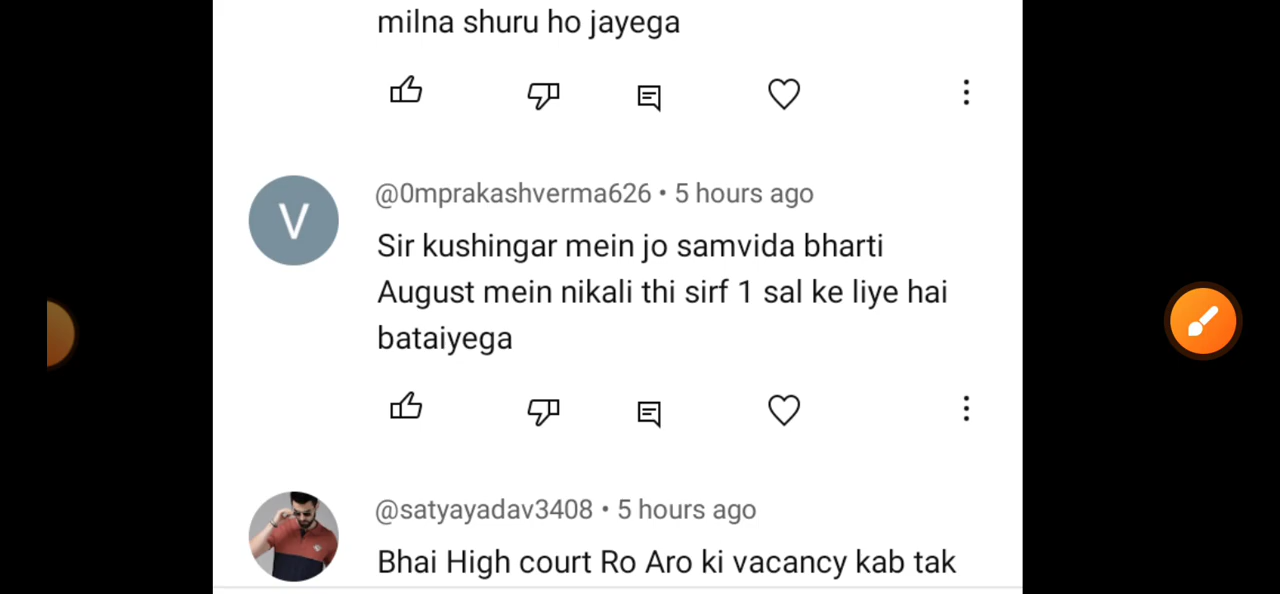 milna shuru ho jayega
V
@0mprakashverma626 • 5 hours ago
Sir kushingar mein jo samvida bharti
August mein nikali thi sirf 1 sal ke liye hai
bataiyega
@satyayadav3408 • 5 hours ago
Bhai High court Ro Aro ki vacancy kab tak